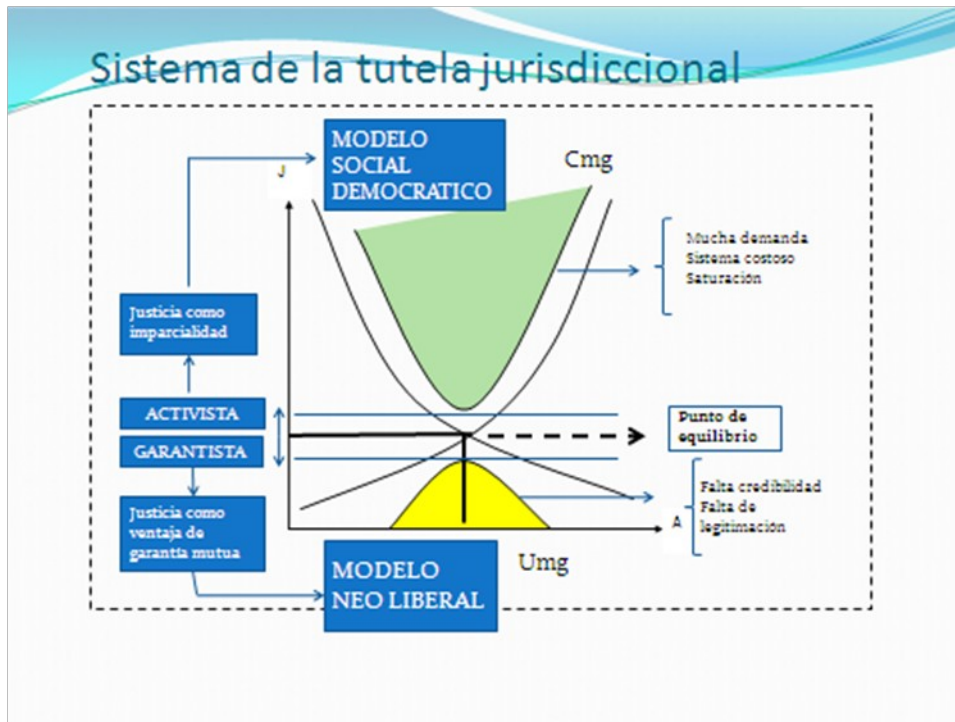 Sistema de la tutela jurisdiccional
MODELO
SOCIAL
DEMOCRATICO
J
Cmg
Mucha demanda
Sistema costoso
Saturación
Justicia como
imparcialidad
ACTIVISTA
GARANTISTA
Punto de
equilibrio
Justicia como
ventaja de
garantía mutua
Falta credibilidad
Falta de
legitimación
A
Umg
MODELO
NEO LIBERAL